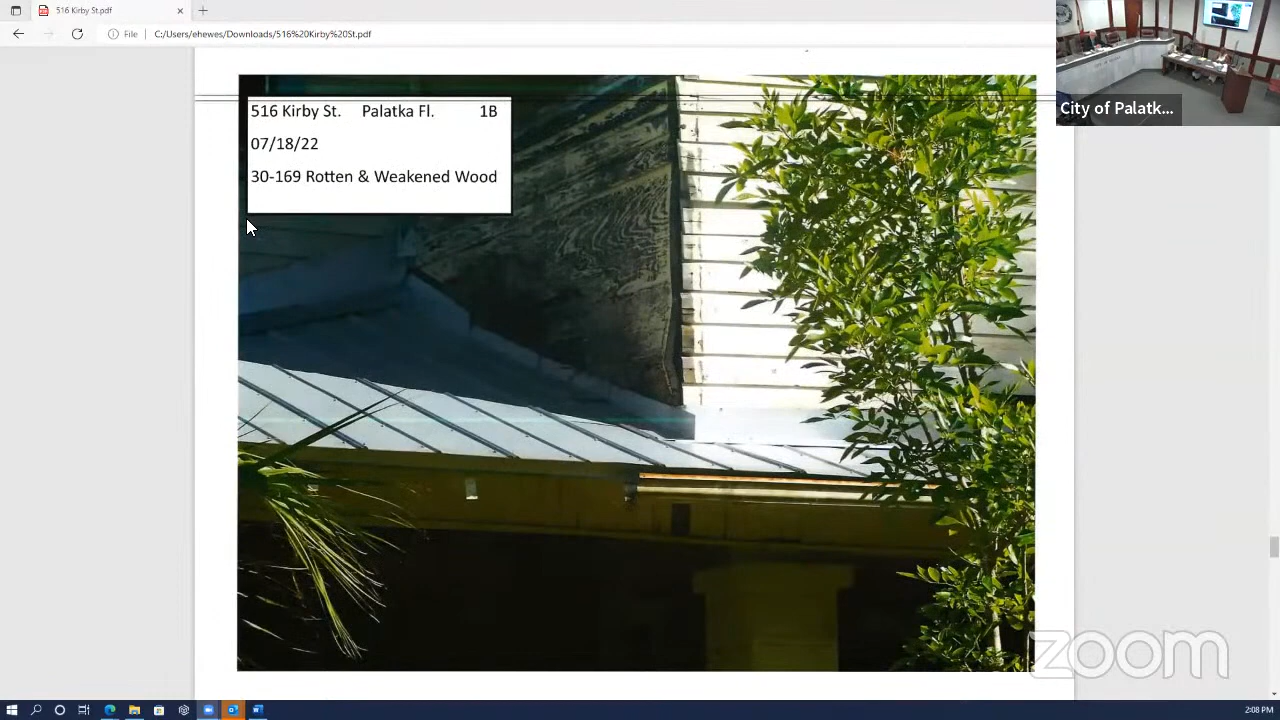 516 Kirby St.pdf
File
C:/Users/ehewes/Downloads/516%20Kirby%20St.pdf
City of Palatk...
516 Kirby St. Palatka Fl. 1B
07/18/22
30-169 Rotten & Weakened Wood
zoom
2:08 PM